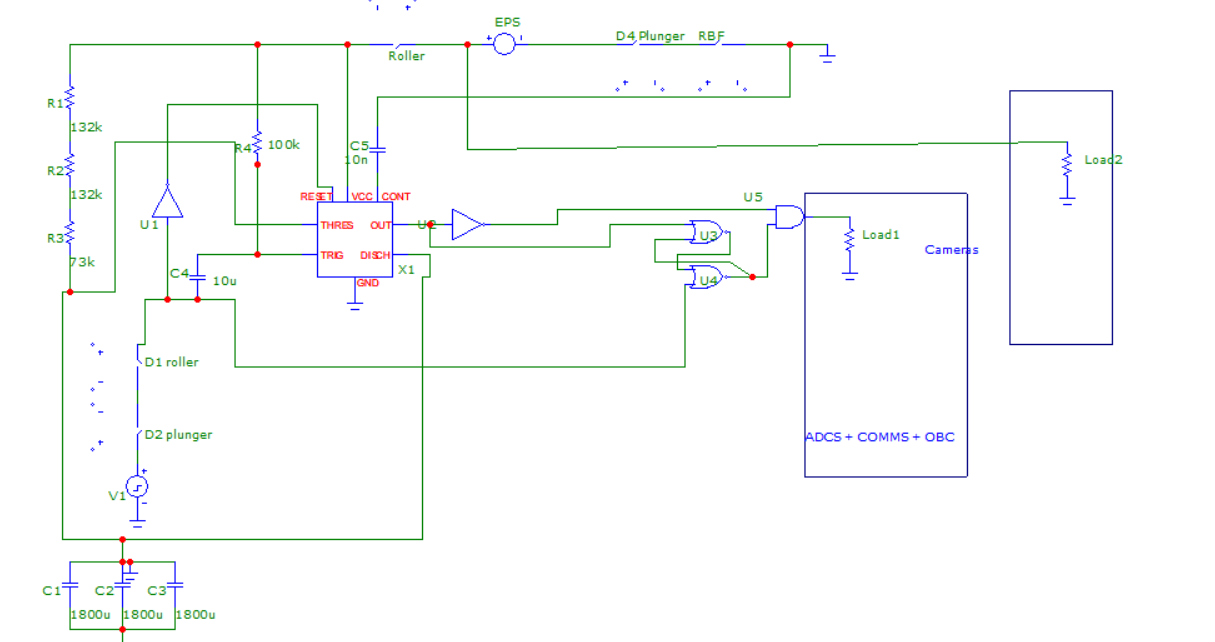 EPS
D4 Plunger RBF
Roller
R1
132k
R4 100k
C5
10n
Load2
R2
132k
RESET VCC CONT
U1
THRES OUT
U2
U5
U3
Load1
R3
73k
TRIG DISCH
X1
Cameras
C4
10u
GND
U4
D1 roller
D2 plunger
ADCS + COMMS + OBC
V1
C1 C2 C3
1800u 1800u 1800u